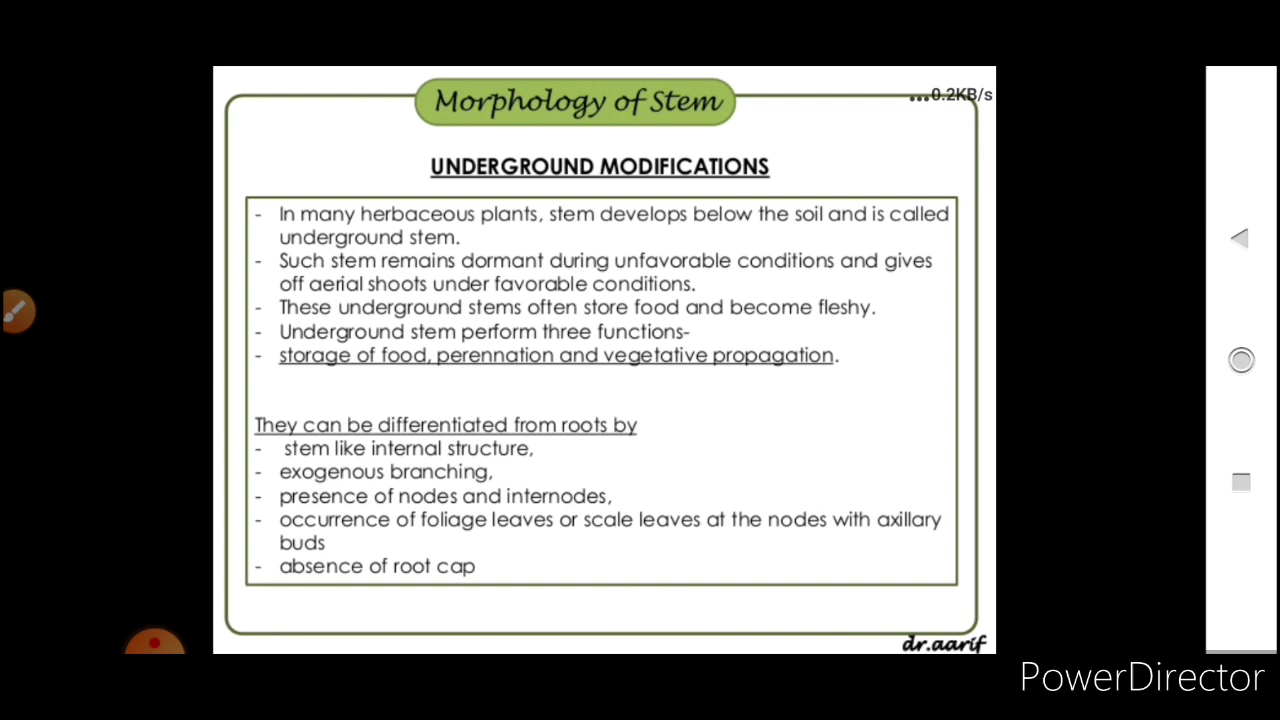 Morphology of Stem
...0.2KB/s
UNDERGROUND MODIFICATIONS
- In many herbaceous plants, stem develops below the soil and is called
underground stem.
- Such stem remains dormant during unfavorable conditions and gives
off aerial shoots under favorable conditions.
- These underground stems often store food and become fleshy.
- Underground stem perform three functions-
- storage of food, perennation and vegetative propagation.
They can be differentiated from roots by
- stem like internal structure,
- exogenous branching,
- presence of nodes and internodes,
- occurrence of foliage leaves or scale leaves at the nodes with axillary
buds
- absence of root cap
dr.aarif
PowerDirector